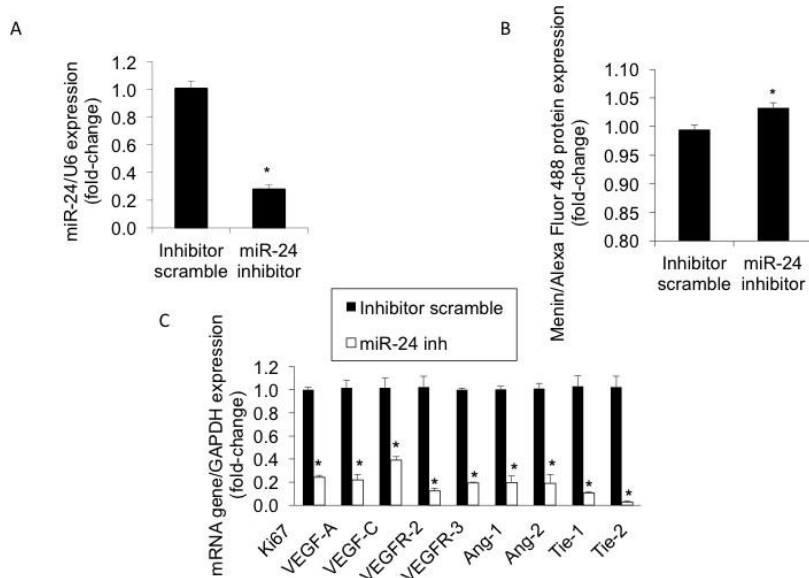 A
miR-24/U6 expression
(fold-change)
1.2
1.0
0.8
0.6
0.4
0.2
0.0
*
Inhibitor
scramble
miR-24
inhibitor
B
Menin/Alexa Fluor 488 protein expression
(fold-change)
1.10
1.05
1.00
0.95
0.90
0.85
0.80
*
Inhibitor
scramble
miR-24
inhibitor
C
Inhibitor scramble
miR-24 inh
mRNA gene/GAPDH expression
(fold-change)
1.2
1.0
0.8
0.6
0.4
0.2
0.0
* * * * * * * * *
Ki67
VEGF-A
VEGF-C
VEGFR-2
VEGFR-3
Ang-1
Ang-2
Tie-1
Tie-2